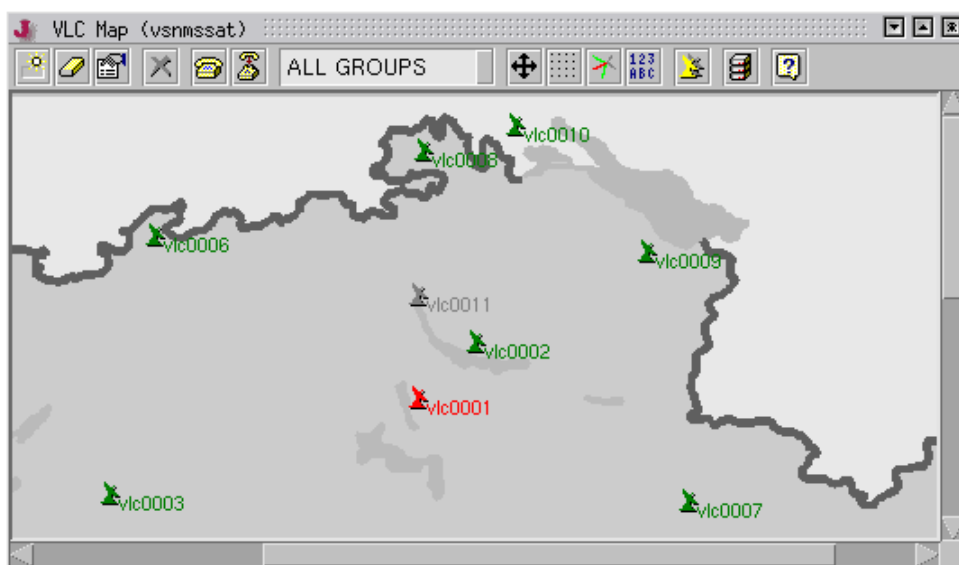 VLC Map (vsnmssat)
ALL GROUPS
123
ABC
?
vlc0010
vlc0008
vlc0006
vlc0009
vlc0011
vlc0002
vlc0001
vlc0003
vlc0007